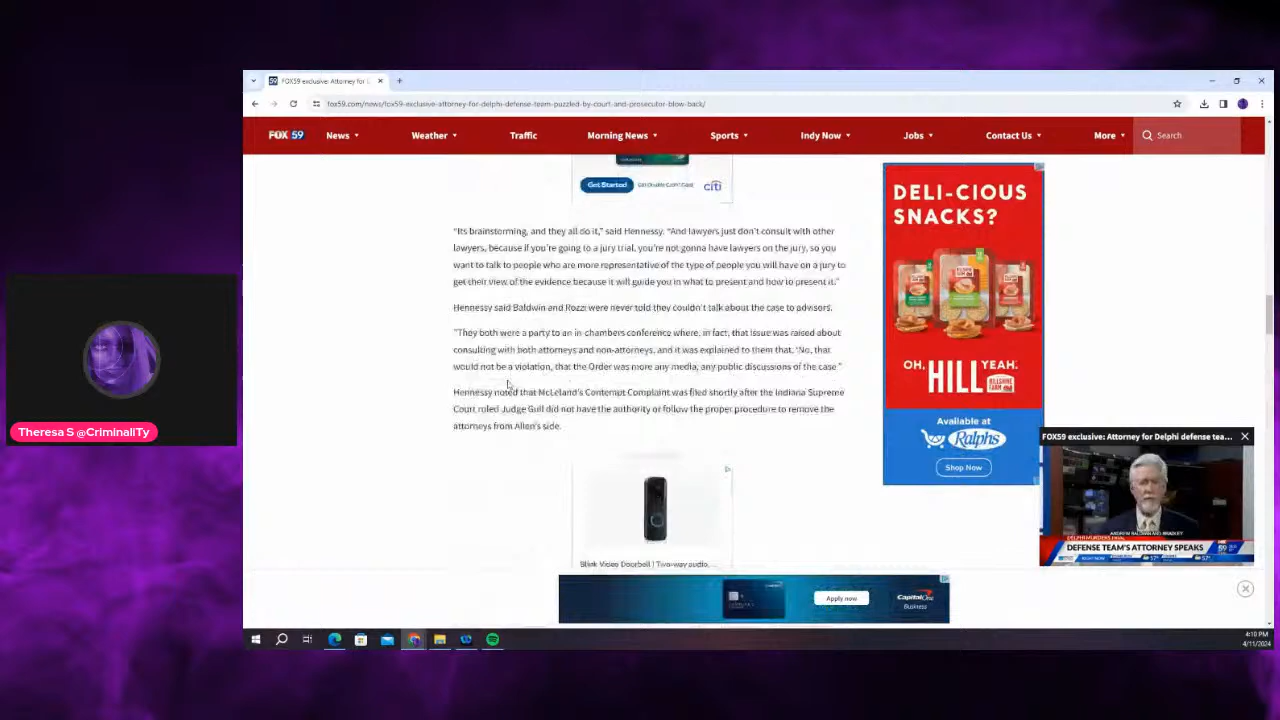 FOX59 exclusive: Attorney for
fox59.com/news/fox59-exclusive-attorney-for-delphi-defense-team-puzzled-by-court-and-prosecutor-blow-back/
FOX 59
News
Weather
Traffic
Morning News
Sports
Indy Now
Jobs
Contact Us
More
Search
Get Started
citi
“Its brainstorming, and they all do it,” said Hennessy. “And lawyers just don’t consult with other
lawyers, because if you’re going to a jury trial, you’re not gonna have lawyers on the jury, so you
want to talk to people who are more representative of the type of people you will have on a jury to
get their view of the evidence because it will guide you in what to present and how to present it.”
Hennessy said Baldwin and Rozzi were never told they couldn’t talk about the case to advisors.
“They both were a party to an in-chambers conference where, in fact, that issue was raised about
consulting with both attorneys and non-attorneys, and it was explained to them that, ‘No, that
would not be a violation, that the Order was more any media, any public discussions of the case.”
Hennessy noted that McLeland’s Contempt Complaint was filed shortly after the Indiana Supreme
Court ruled Judge Gull did not have the authority or follow the proper procedure to remove the
attorneys from Allen’s side.
Blink Video Doorbell | Two-way audio,...
DELI-CIOUS
SNACKS?
OH, HILL YEAH.
HILLSHIRE
Available at
Ralphs
Shop Now
FOX59 exclusive: Attorney for Delphi defense tea...
ANDREW BALDWIN AND BRADLEY
DELPHI MURDERS TRIAL
DEFENSE TEAM'S ATTORNEY SPEAKS
Apply now
Capital One
Business
Theresa S @CriminaliTy
4:10 PM
4/11/2024